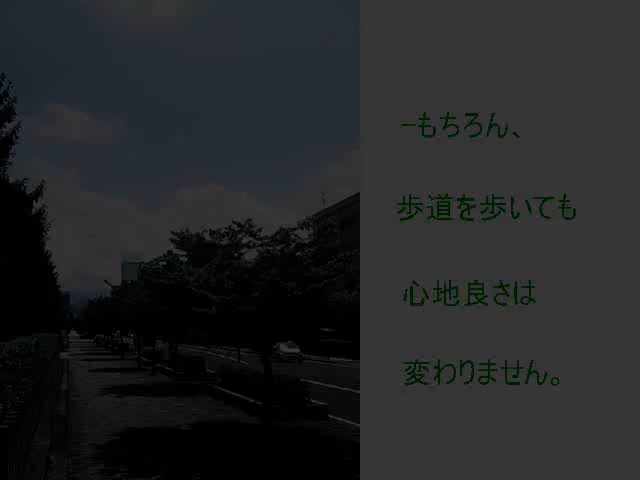 −もちろん、
歩道を歩いても
心地良さは
変わりません。